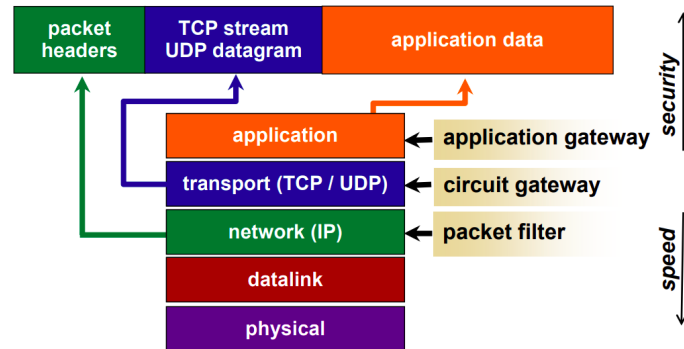 packet
headers
TCP stream
UDP datagram
application data
security
application
application gateway
transport (TCP / UDP)
circuit gateway
network (IP)
packet filter
speed
datalink
physical